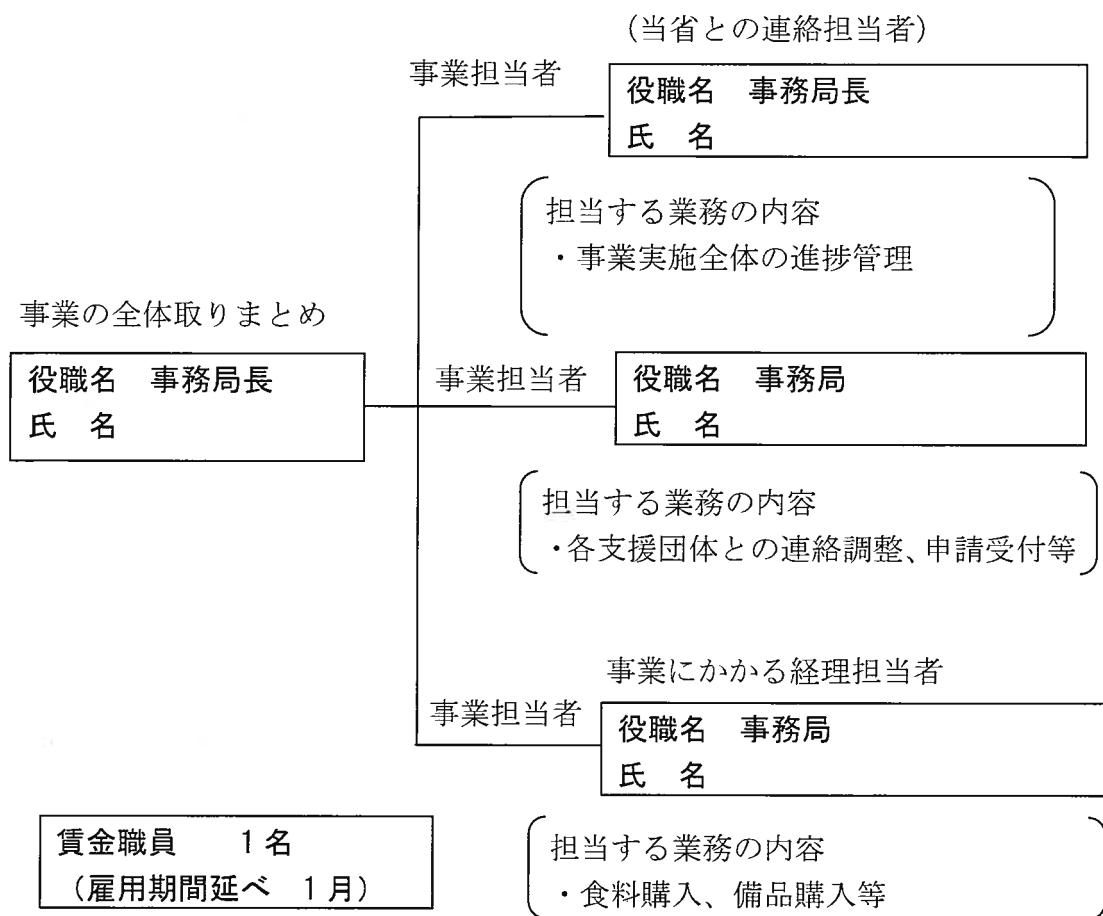 (当省との連絡担当者)
事業担当者
役職名　事務局長
氏　名
担当する業務の内容
・事業実施全体の進捗管理
事業の全体取りまとめ
役職名　事務局長
氏　名
事業担当者
役職名　事務局
氏　名
担当する業務の内容
・各支援団体との連絡調整、申請受付等
事業にかかる経理担当者
事業担当者
役職名　事務局
氏　名
賃金職員　　1名
(雇用期間延べ　1月)
担当する業務の内容
・食料購入、備品購入等